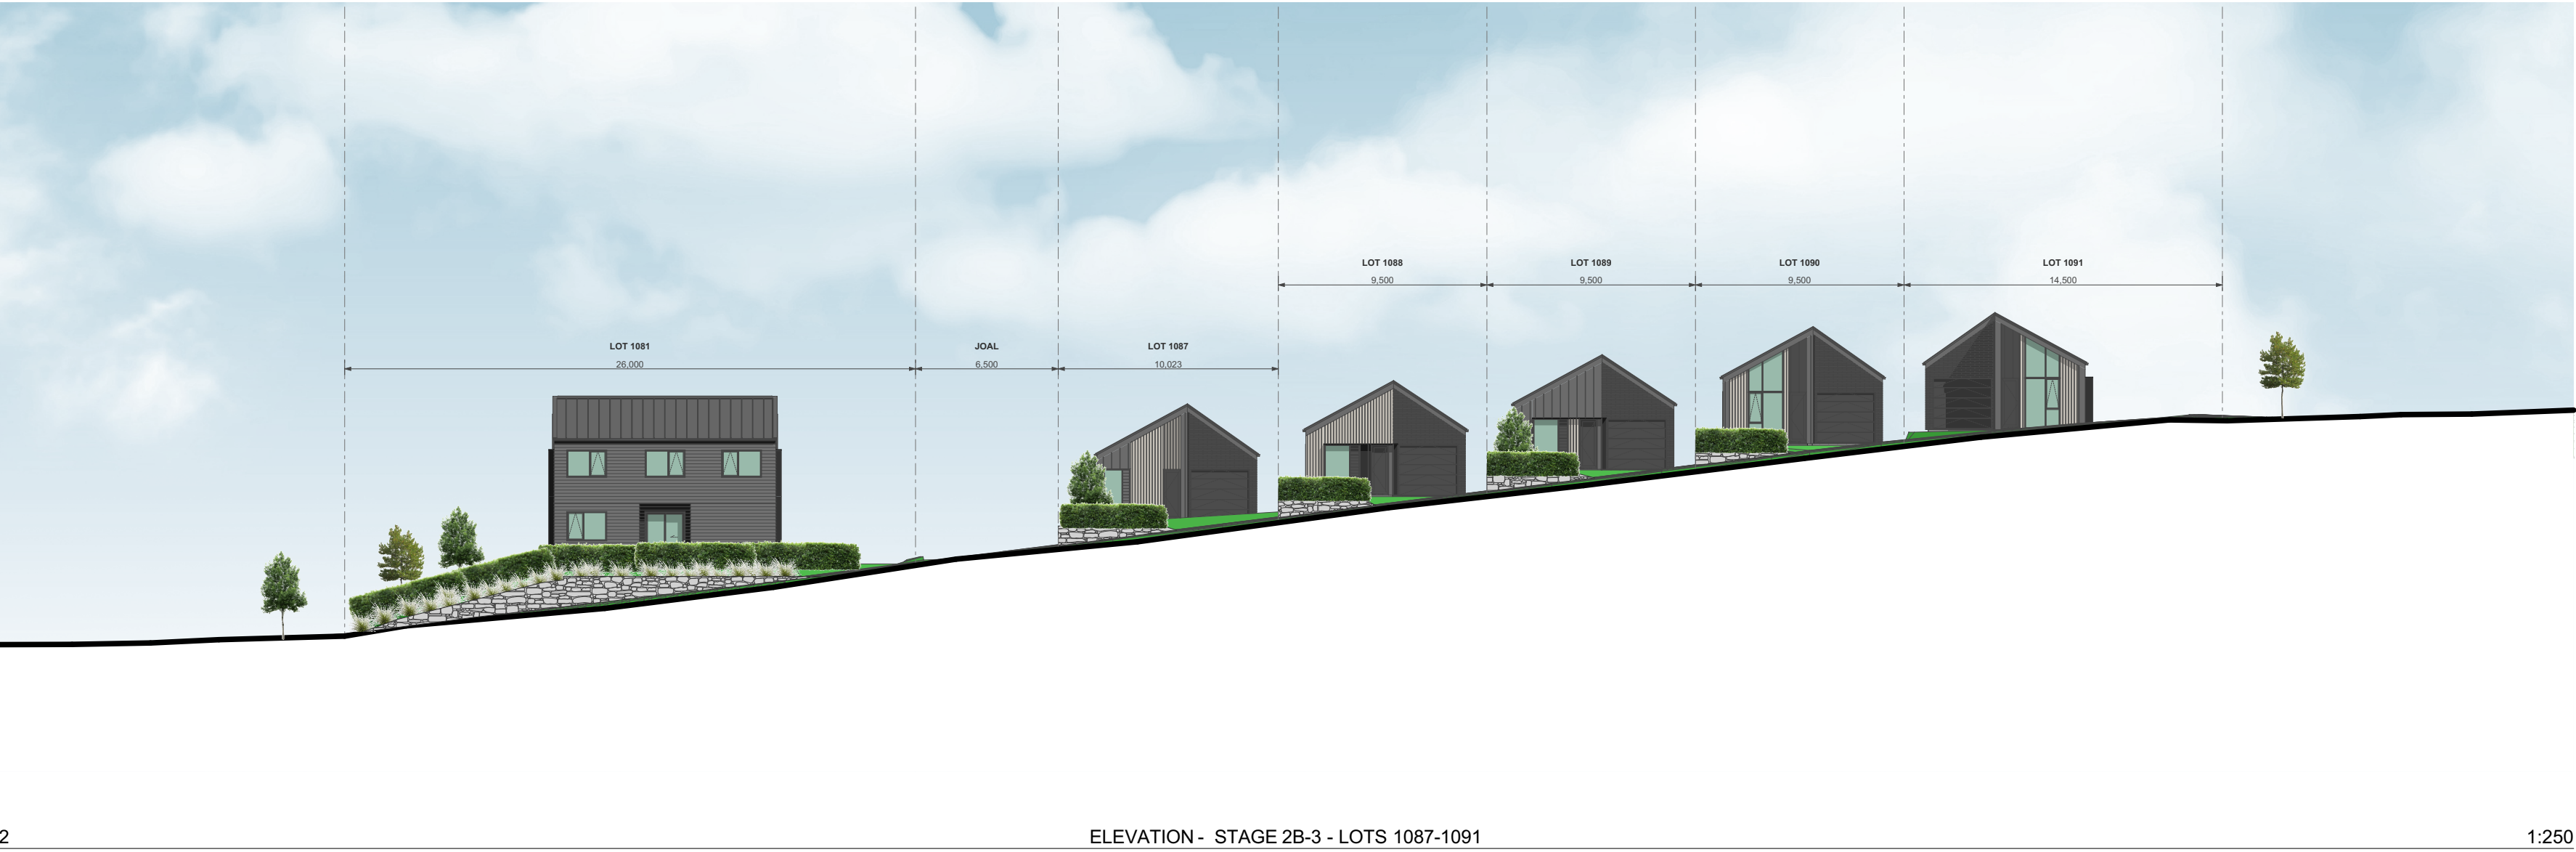 LOT 1088
LOT 1089
LOT 1090
LOT 1091
9,500
9,500
9,500
14,500
LOT 1081
JOAL
LOT 1087
26,000
6,500
10,023
2
ELEVATION - STAGE 2B-3 - LOTS 1087-1091
1:250